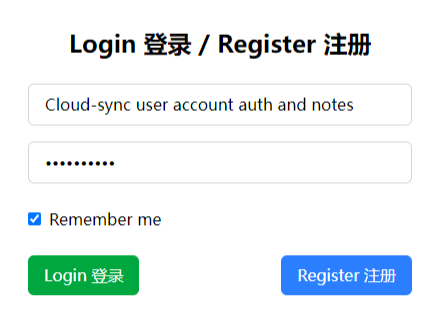 Login 登录 / Register 注册
Cloud-sync user account auth and notes
••••••••••
Remember me
Login 登录
Register 注册